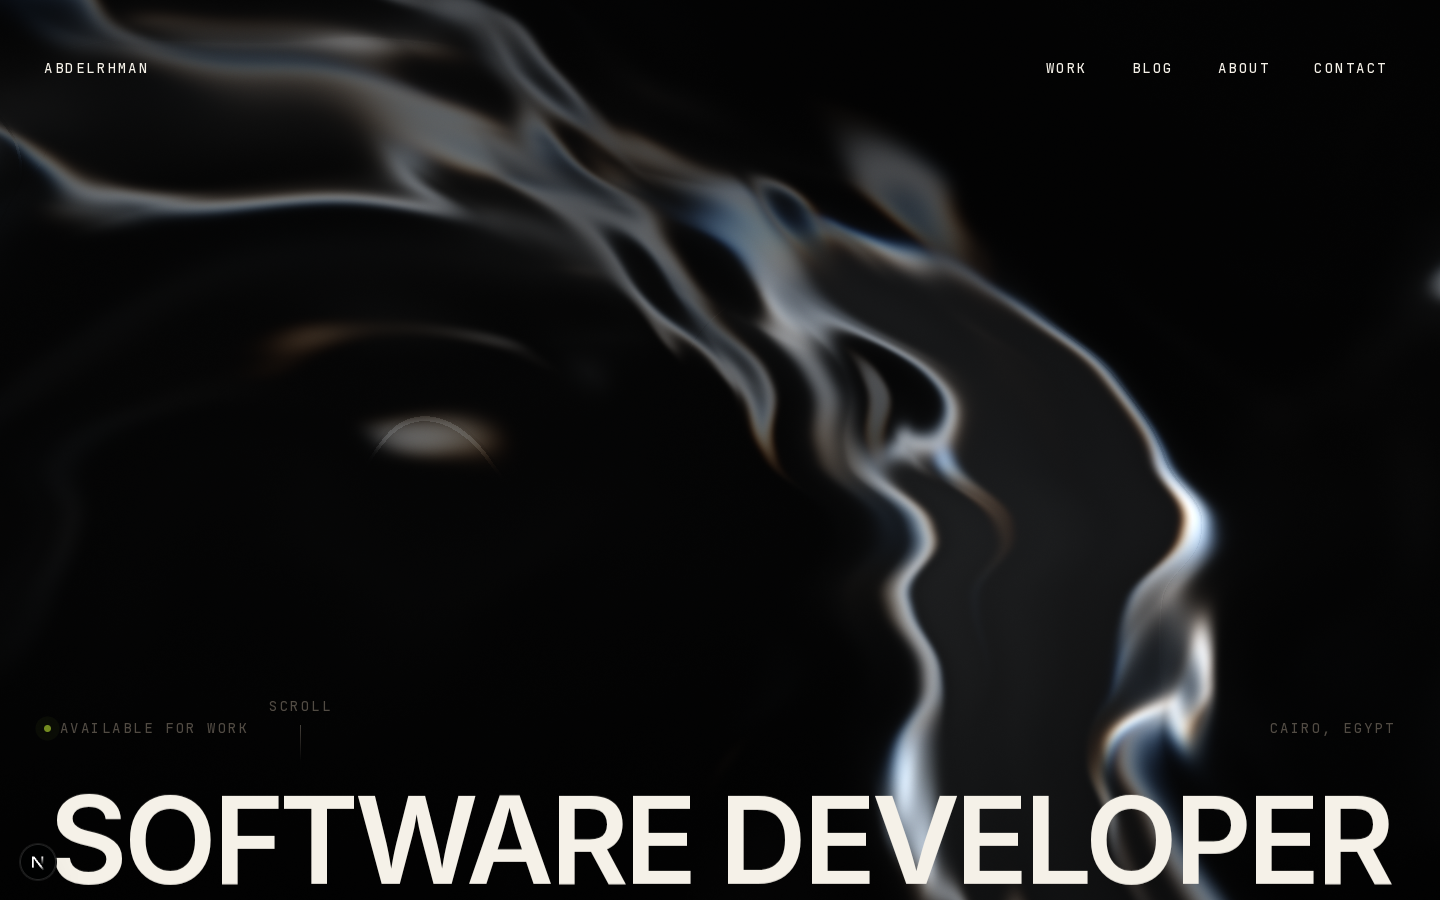 ABDELRHMAN
WORK BLOG ABOUT CONTACT
SCROLL
AVAILABLE FOR WORK
CAIRO, EGYPT
SOFTWARE DEVELOPER
N